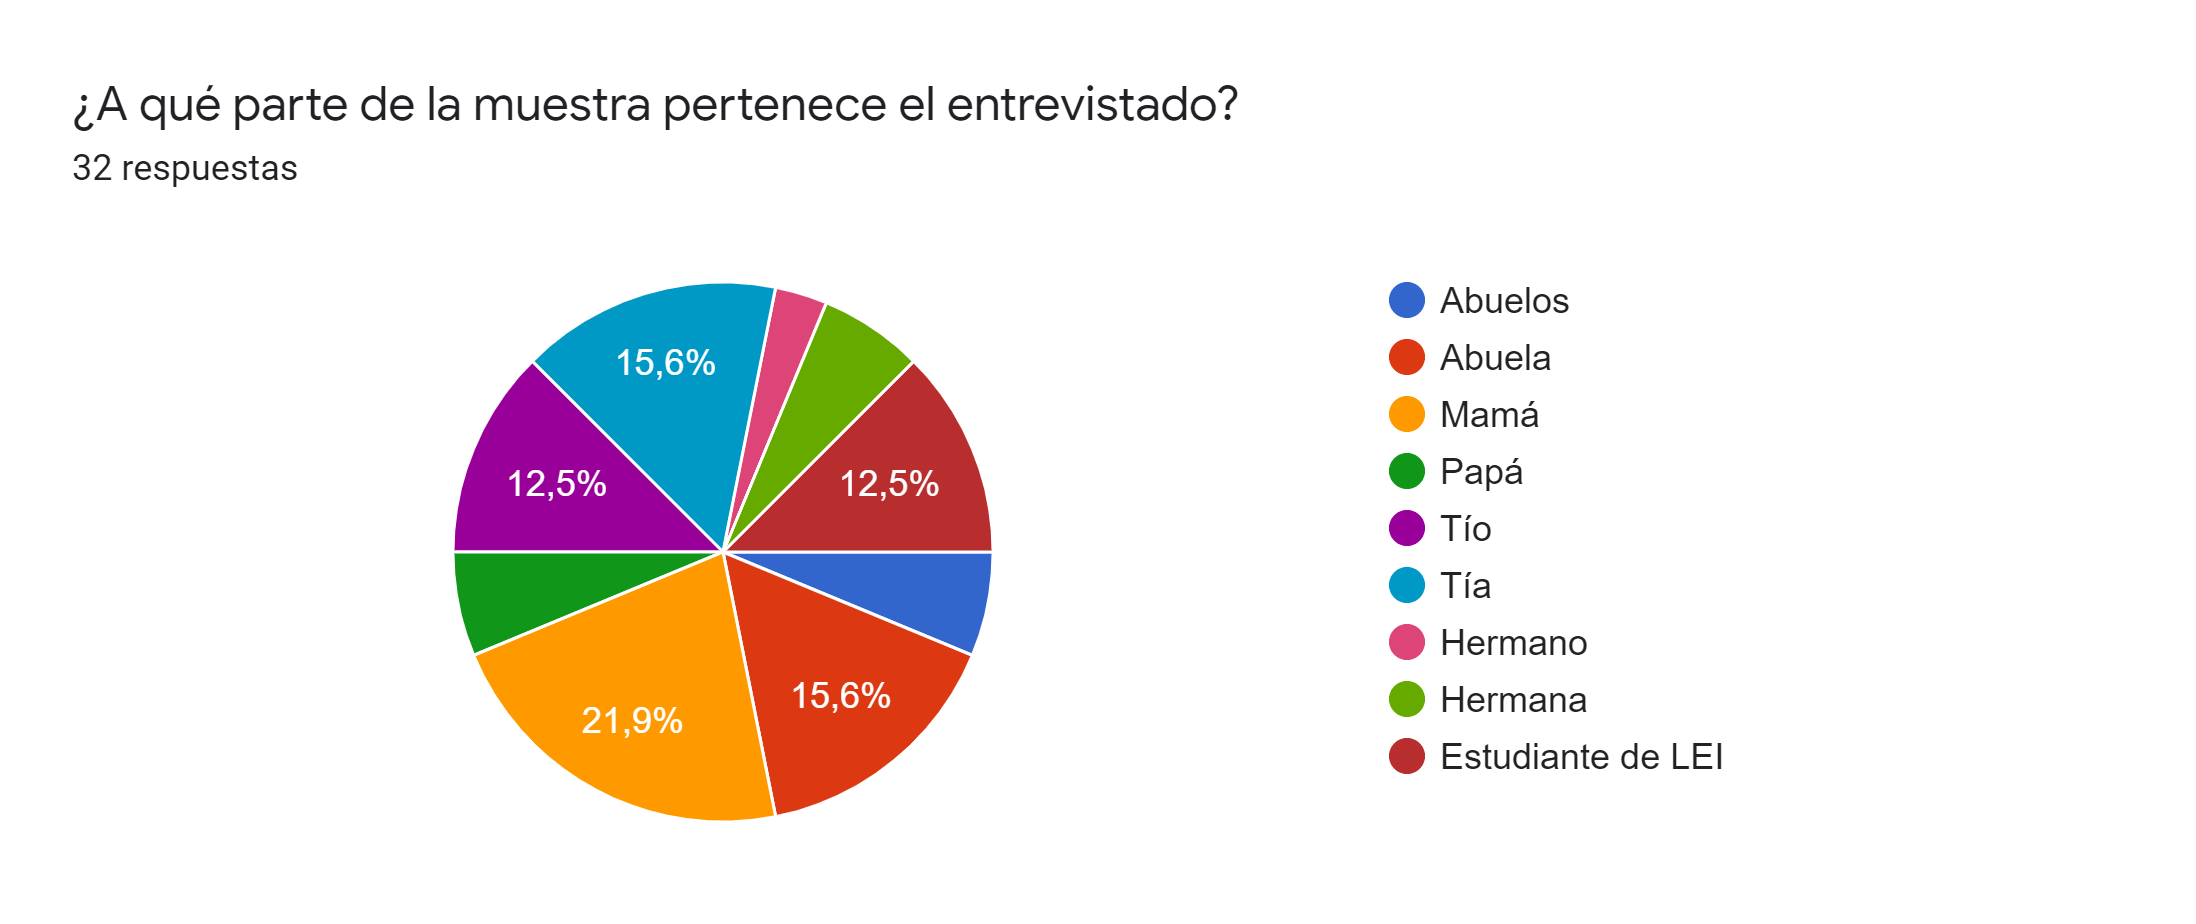 ¿A qué parte de la muestra pertenece el entrevistado?
32 respuestas
15,6%
12,5%
12,5%
21,9%
15,6%
Abuelos
Abuela
Mamá
Papá
Tío
Tía
Hermano
Hermana
Estudiante de LEI